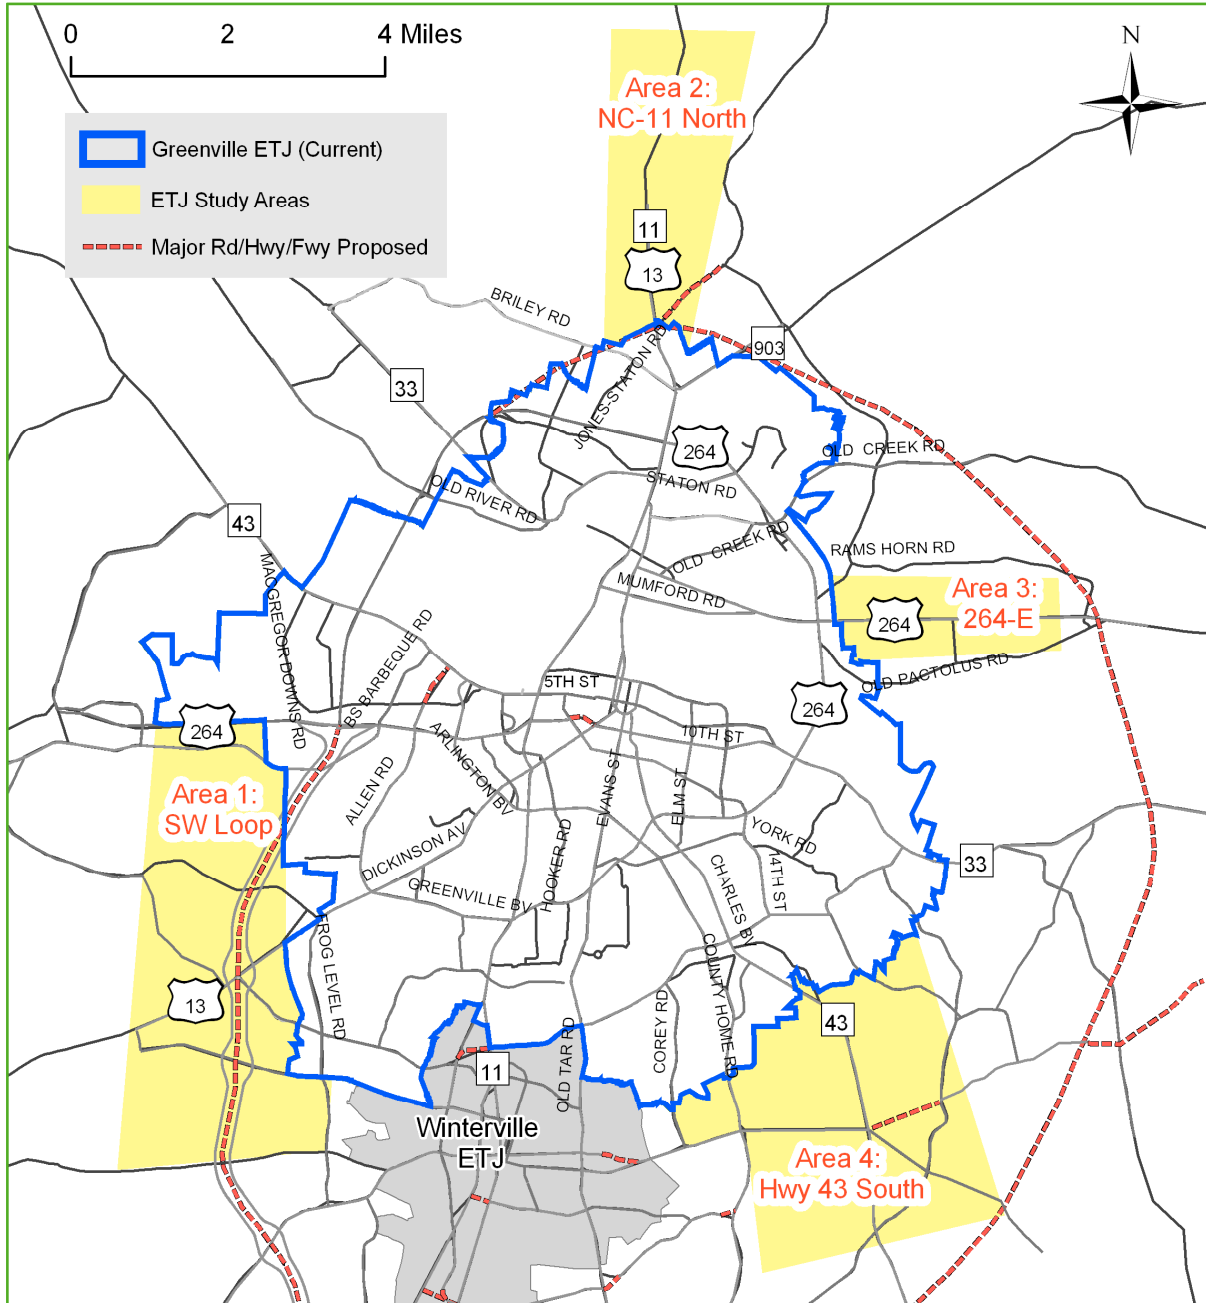 0 2 4 Miles
N
Area 2:
NC-11 North
Greenville ETJ (Current)
ETJ Study Areas
Major Rd/Hwy/Fwy Proposed
11
13
BRILEY RD
903
33
JONES-STATON RD
264
OLD CREEK RD
STATON RD
OLD RIVER RD
43
OLD CREEK RD
RAMS HORN RD
MACGREGOR DOWNS RD
MUMFORD RD
Area 3:
264-E
264
BS BARBEQUE RD
OLD PACTOLUS RD
5TH ST
264
264
10TH ST
ARLINGTON BV
Area 1:
SW Loop
ALLEN RD
EVANS ST
ELM ST
YORK RD
DICKINSON AV
HOOKER RD
33
GREENVILLE BV
CHARLES BV
14TH ST
FROG LEVEL RD
COUNTY HOME RD
13
COREY RD
43
OLD TAR RD
11
Winterville
ETJ
Area 4:
Hwy 43 South